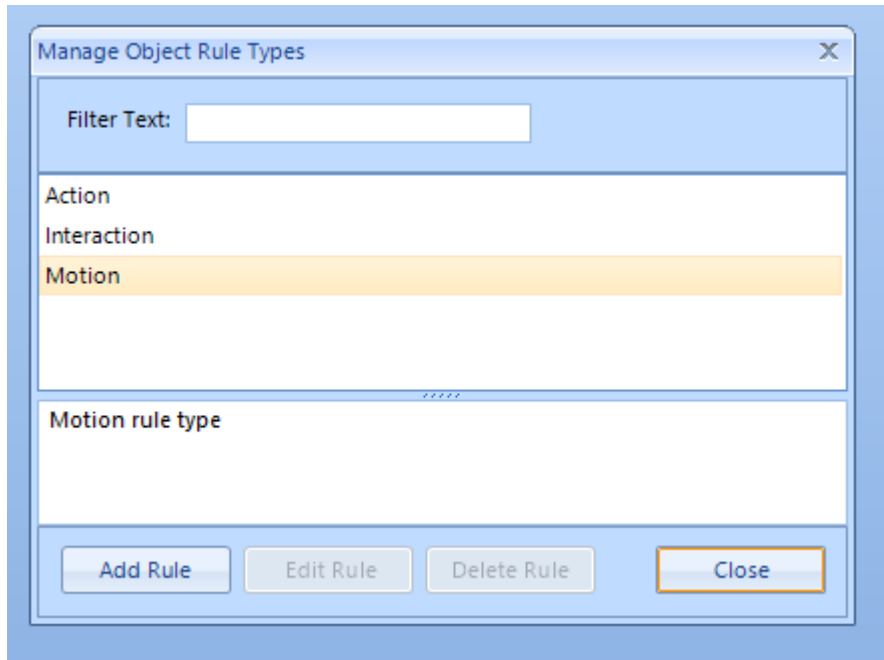 Manage Object Rule Types
Filter Text:
Action
Interaction
Motion
Motion rule type
Add Rule Edit Rule Delete Rule Close